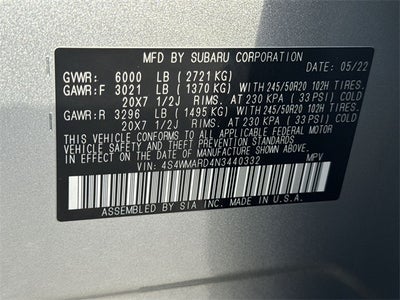 MFD BY SUBARU CORPORATION DATE: 05/22
GVWR: 6000 LB ( 2721 KG)
GAWR:F 3021 LB ( 1370 KG) WITH 245/50R20 102H TIRES.
20X7 1/2J RIMS. AT 230 KPA ( 33 PSI) COLD
GAWR:R 3296 LB ( 1495 KG) WITH 245/50R20 102H TIRES.
20X7 1/2J RIMS. AT 230 KPA ( 33 PSI) COLD
THIS VEHICLE CONFORMS TO ALL APPLICABLE FEDERAL MOTOR
VEHICLE SAFETY, BUMPER, AND THEFT PREVENTION STANDARDS
IN EFFECT ON THE DATE OF MANUFACTURE SHOWN ABOVE.
VIN: 4S4WMARD4N3440332 MPV
ASSEMBLED BY SIA INC. MADE IN U.S.A.